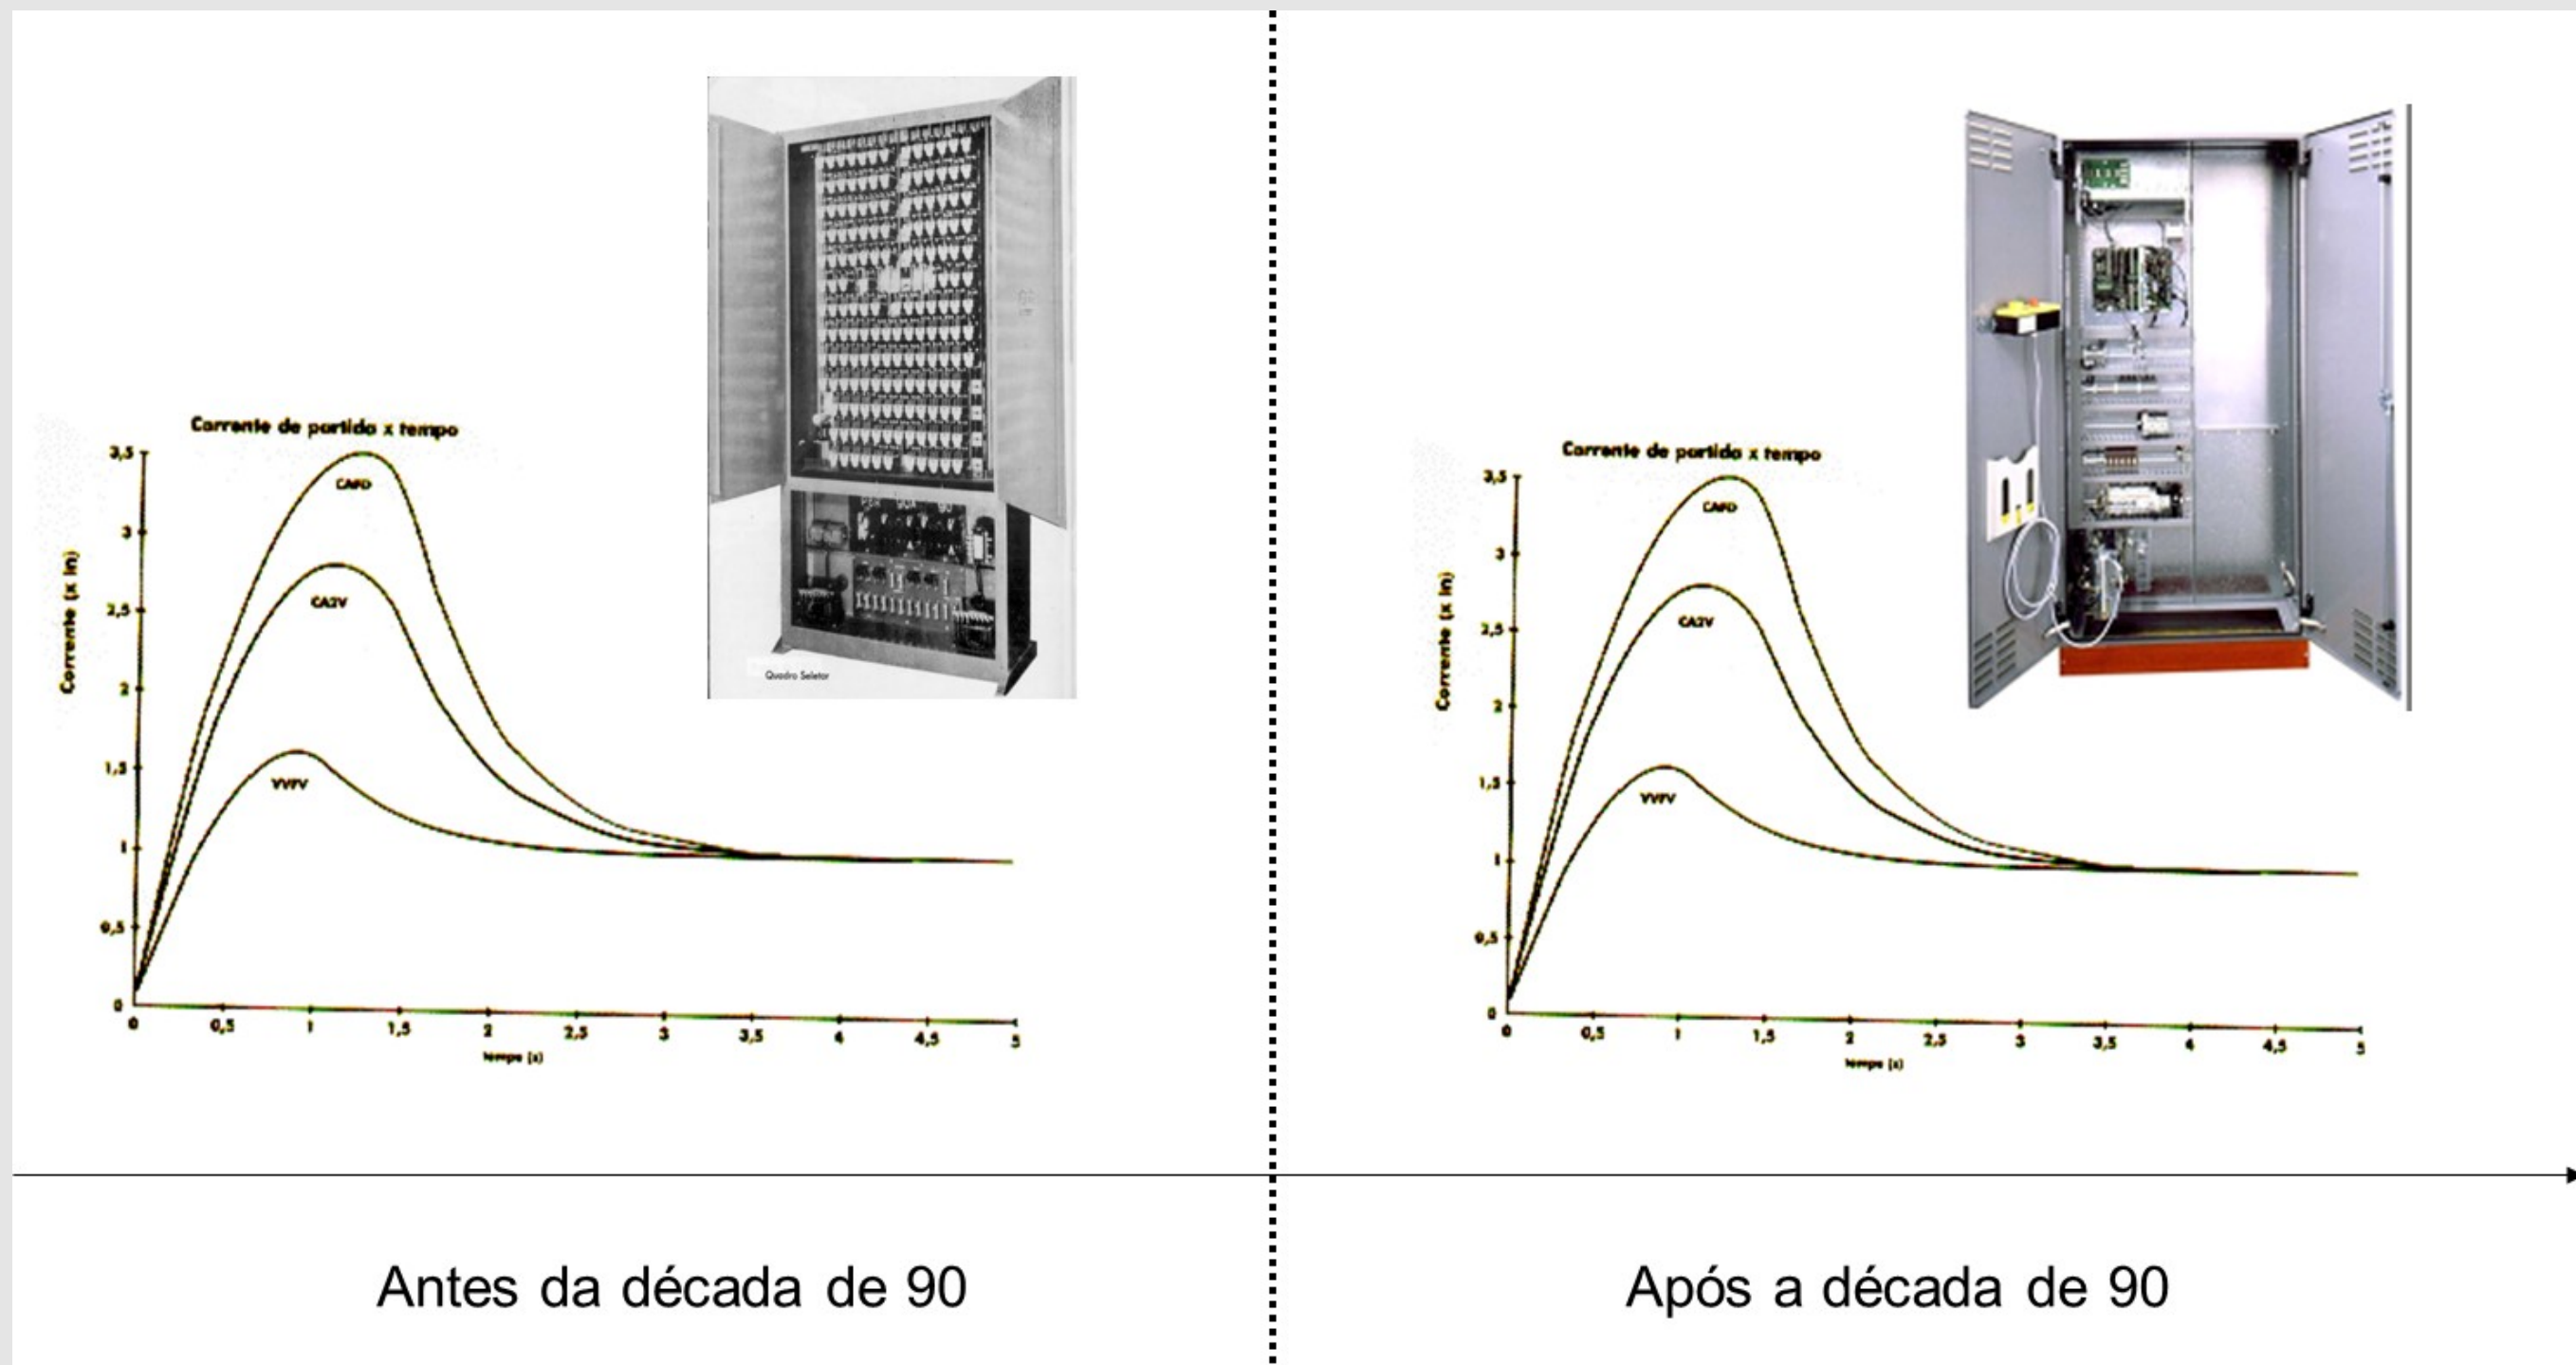 Quadro Seletor
Corrente de partida x tempo
Corrente (x In)
3,5
3
2,5
2
1,5
1
0,5
0
CA2V
VVFV
0 0,5 1 1,5 2 2,5 3 3,5 4 4,5 5
tempo (s)
Antes da década de 90
Corrente de partida x tempo
Corrente (x In)
3,5
3
2,5
2
1,5
1
0,5
0
CA2V
VVFV
0 0,5 1 1,5 2 2,5 3 3,5 4 4,5 5
tempo (s)
Após a década de 90